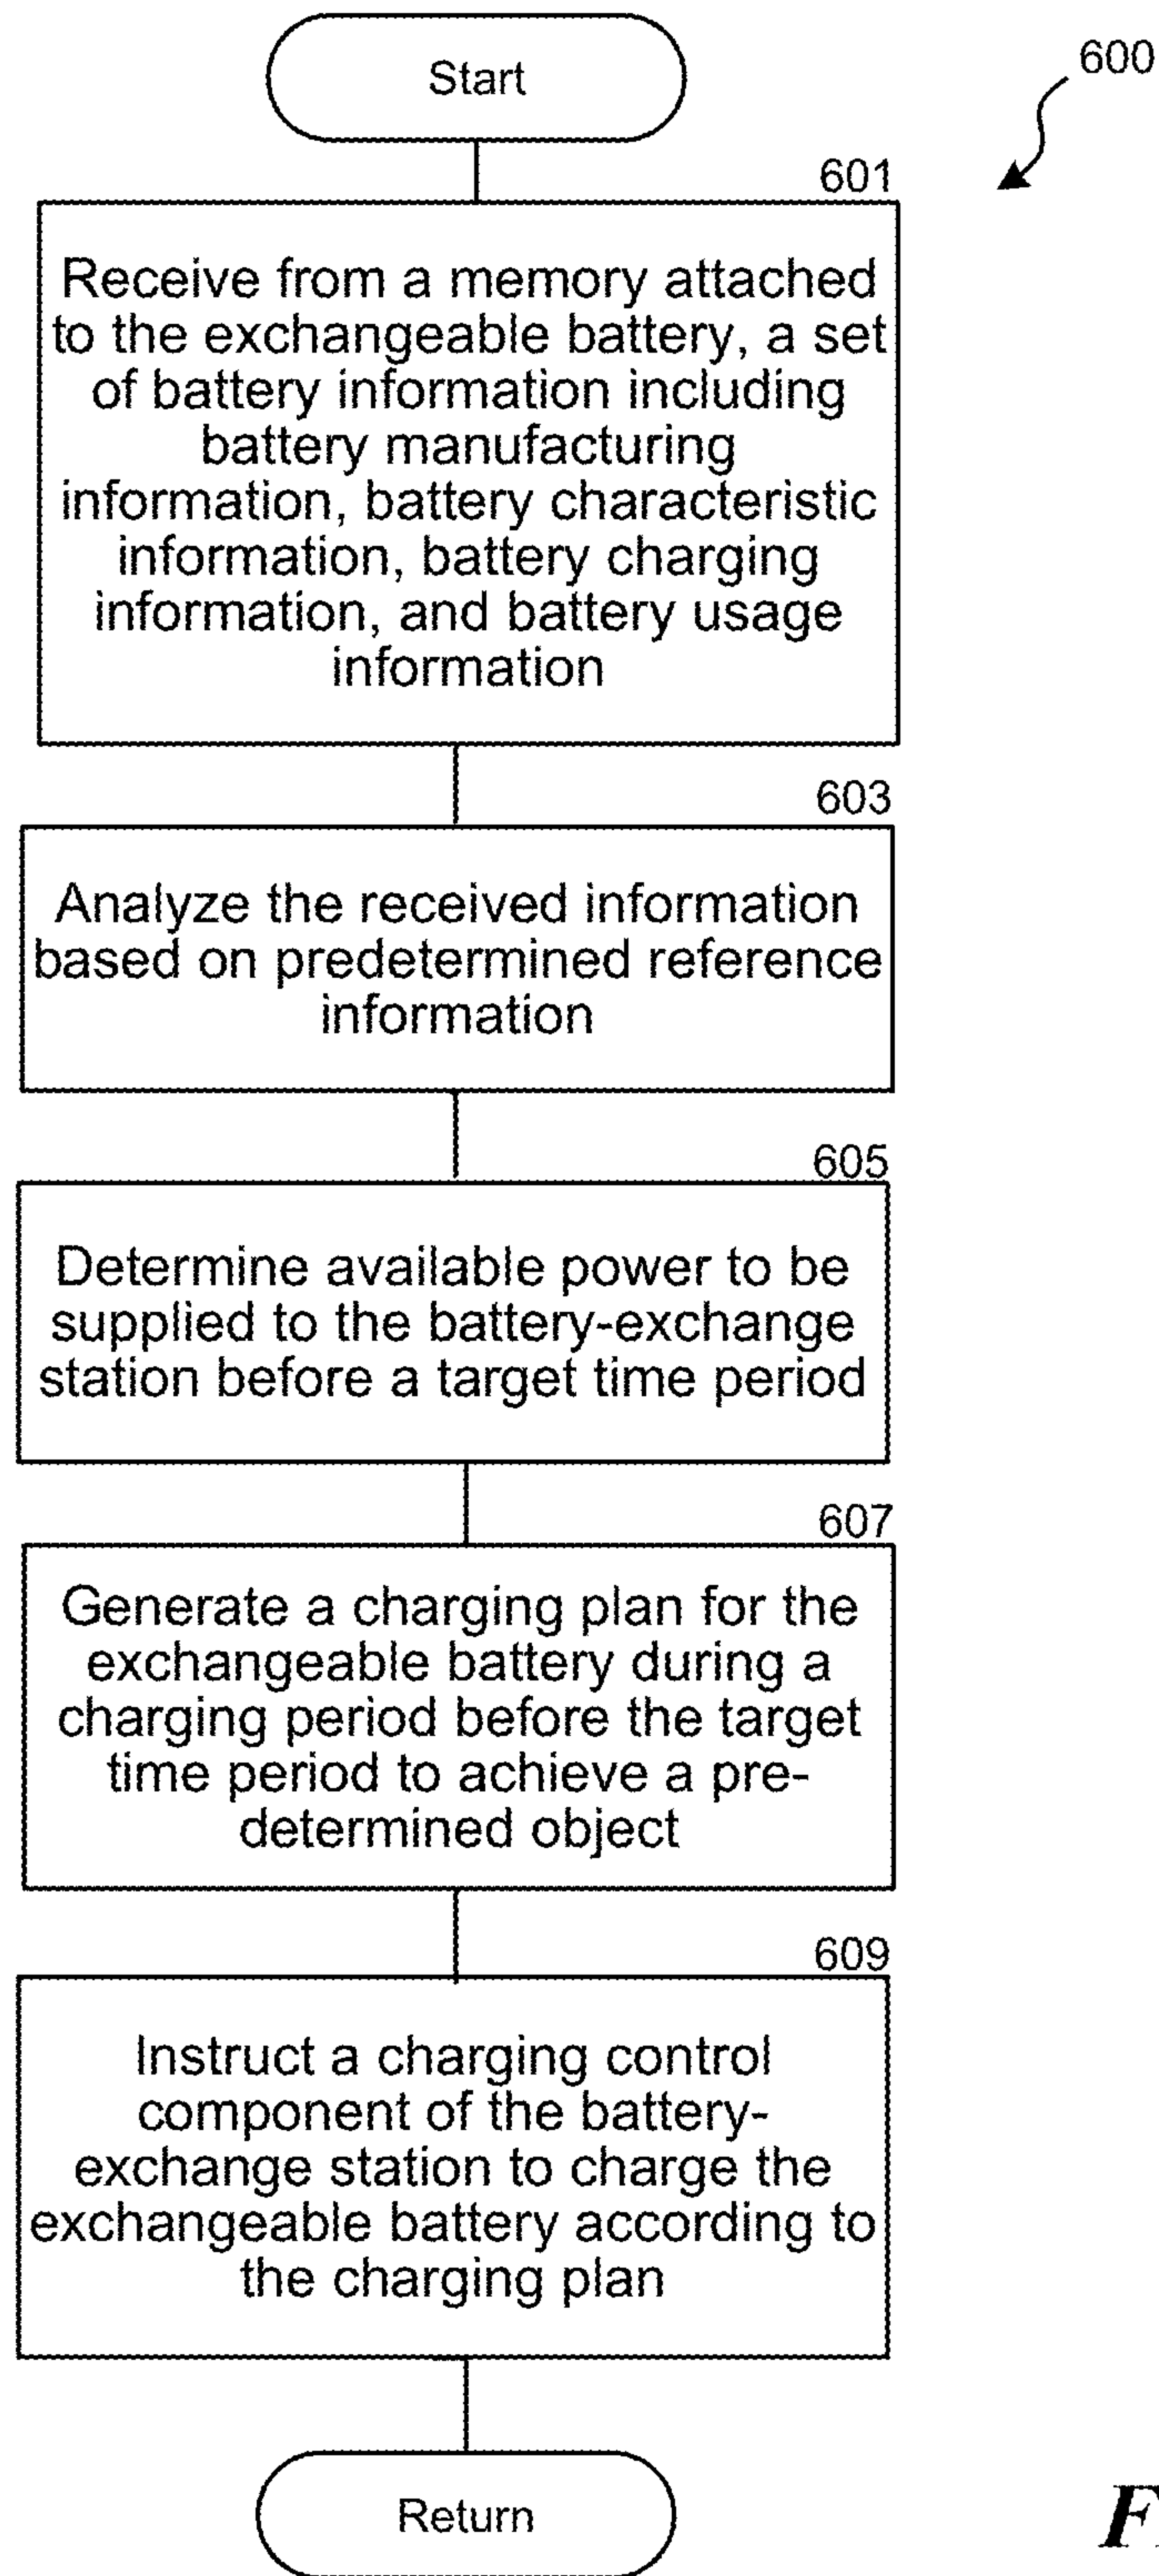 Start
600
601
Receive from a memory attached
to the exchangeable battery, a set
of battery information including
battery manufacturing
information, battery characteristic
information, battery charging
information, and battery usage
information
603
Analyze the received information
based on predetermined reference
information
605
Determine available power to be
supplied to the battery-exchange
station before a target time period
607
Generate a charging plan for the
exchangeable battery during a
charging period before the target
time period to achieve a pre-
determined object
609
Instruct a charging control
component of the battery-
exchange station to charge the
exchangeable battery according to
the charging plan
Return